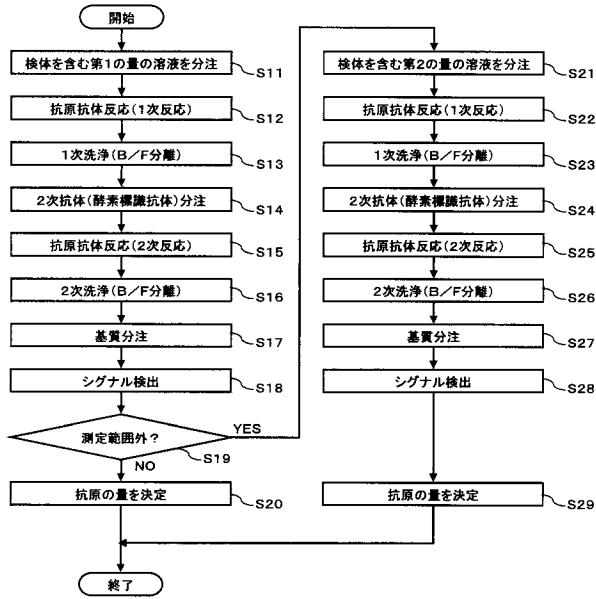 開始
検体を含む第1の量の溶液を分注
S11
抗原抗体反応(1次反応)
S12
1次洗浄(B/F分離)
S13
2次抗体(酵素標識抗体)分注
S14
抗原抗体反応(2次反応)
S15
2次洗浄(B/F分離)
S16
基質分注
S17
シグナル検出
S18
測定範囲外?
YES
S19
NO
抗原の量を決定
S20
検体を含む第2の量の溶液を分注
S21
抗原抗体反応(1次反応)
S22
1次洗浄(B/F分離)
S23
2次抗体(酵素標識抗体)分注
S24
抗原抗体反応(2次反応)
S25
2次洗浄(B/F分離)
S26
基質分注
S27
シグナル検出
S28
抗原の量を決定
S29
終了